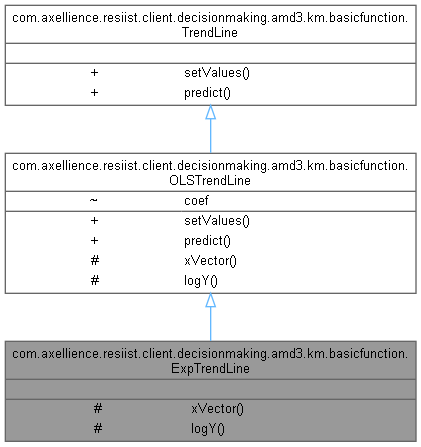 com.axellience.resiist.client.decisionmaking.amd3.km.basicfunction.
TrendLine
+ setValues()
+ predict()
com.axellience.resiist.client.decisionmaking.amd3.km.basicfunction.
OLSTrendLine
~ coef
+ setValues()
+ predict()
# xVector()
# logY()
com.axellience.resiist.client.decisionmaking.amd3.km.basicfunction.
ExpTrendLine
# xVector()
# logY()